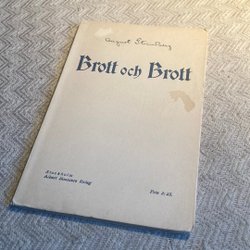 August Strindberg
Brott och Brott
Stockholm
Albert Bonniers Förlag